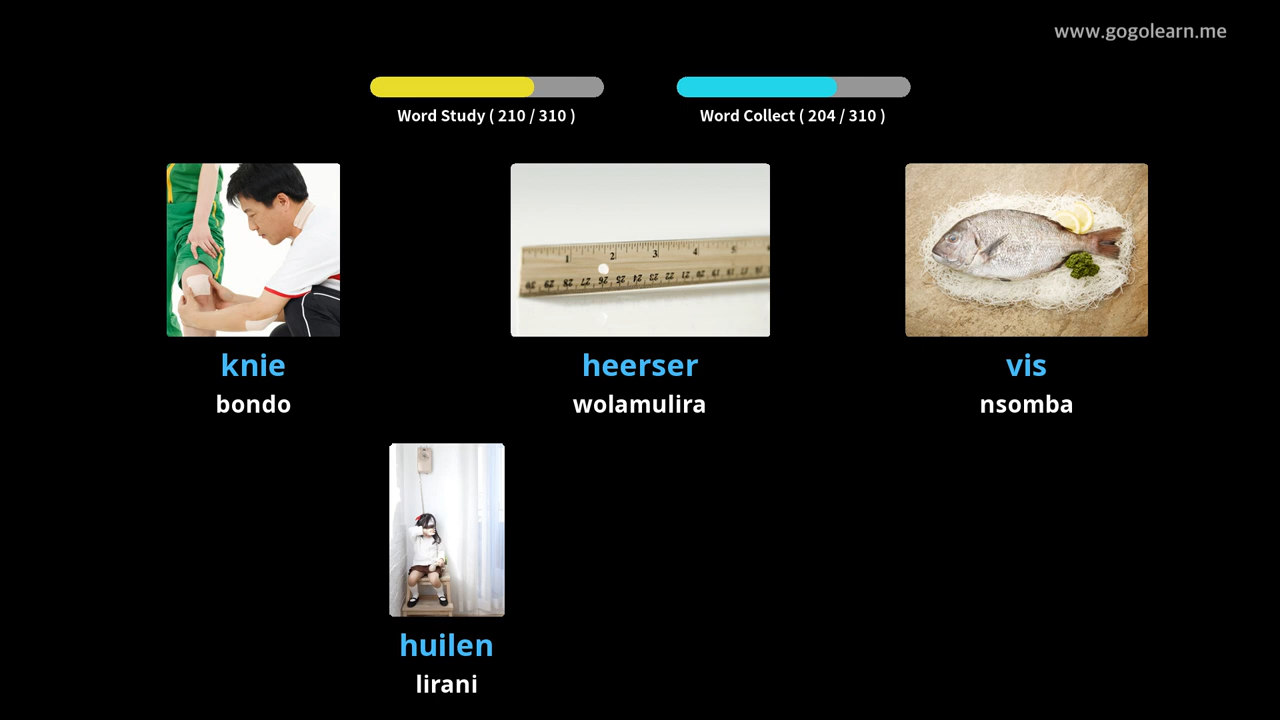 www.gogolearn.me
Word Study ( 210 / 310 )
Word Collect ( 204 / 310 )
knie
heerser
vis
bondo
wolamulira
nsomba
huilen
lirani